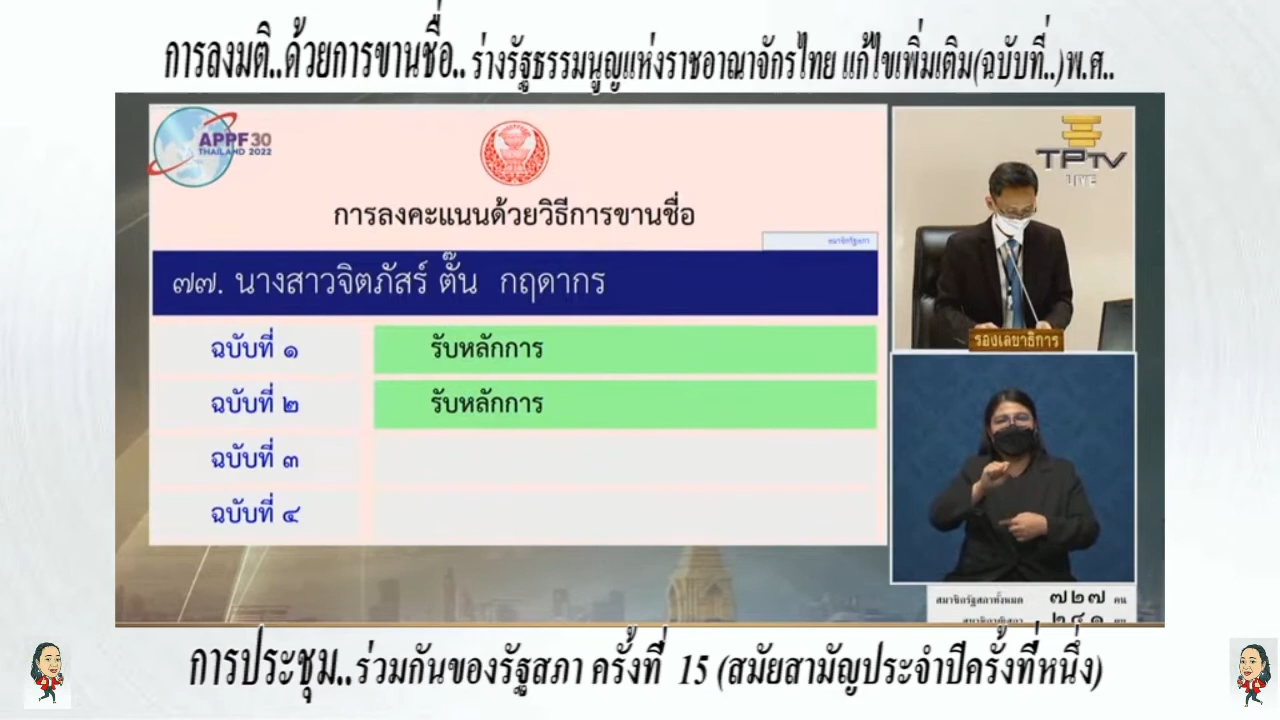 การลงมติ..ด้วยการขานชื่อ.. ร่างรัฐธรรมนูญแห่งราชอาณาจักรไทย แก้ไขเพิ่มเติม(ฉบับที่..)พ.ศ..
APPF30
THAILAND 2022
TPTV
LIVE
การลงคะแนนด้วยวิธีการขานชื่อ
สมาชิกรัฐสภา
๗๗. นางสาวจิตภัสร์ ตั๊น กฤดากร
ฉบับที่ ๑ รับหลักการ
ฉบับที่ ๒ รับหลักการ
ฉบับที่ ๓
ฉบับที่ ๔
รองเลขาธิการ
สมาชิกรัฐสภาทั้งหมด ๗๒๗ คน
การประชุม..ร่วมกันของรัฐสภา ครั้งที่ 15 (สมัยสามัญประจำปีครั้งที่หนึ่ง)